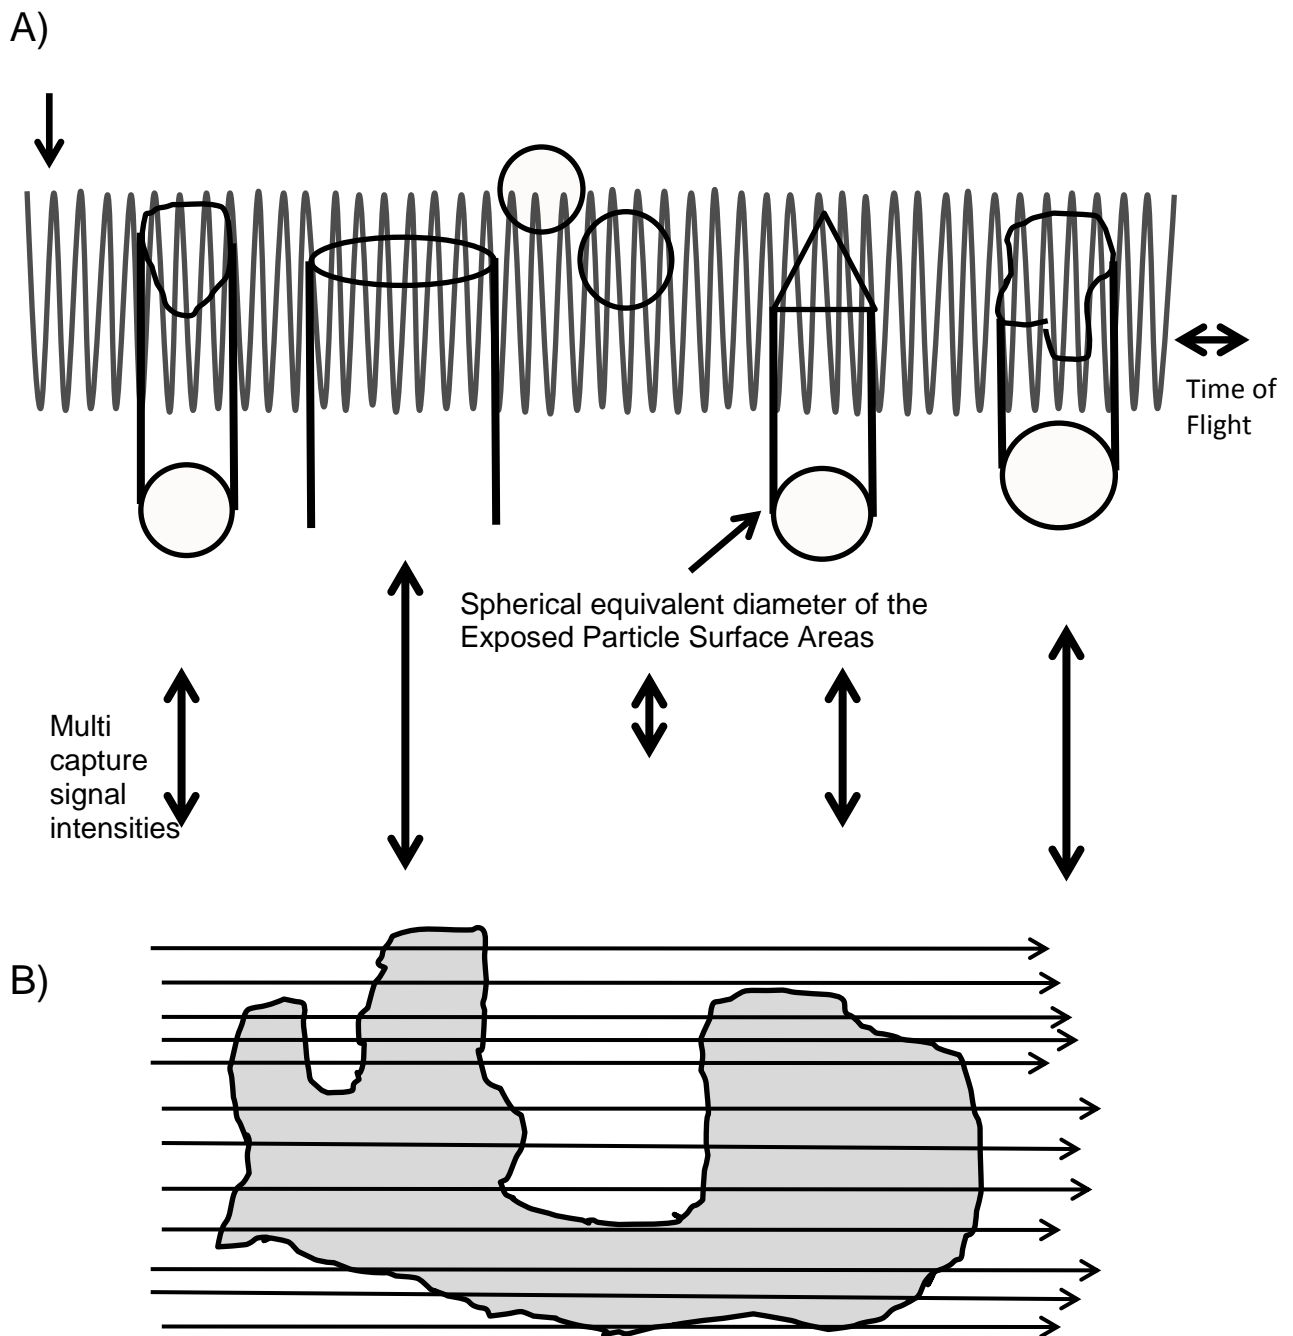 A)
Time of
Flight
Spherical equivalent diameter of the
Exposed Particle Surface Areas
Multi
capture
signal
intensities
B)